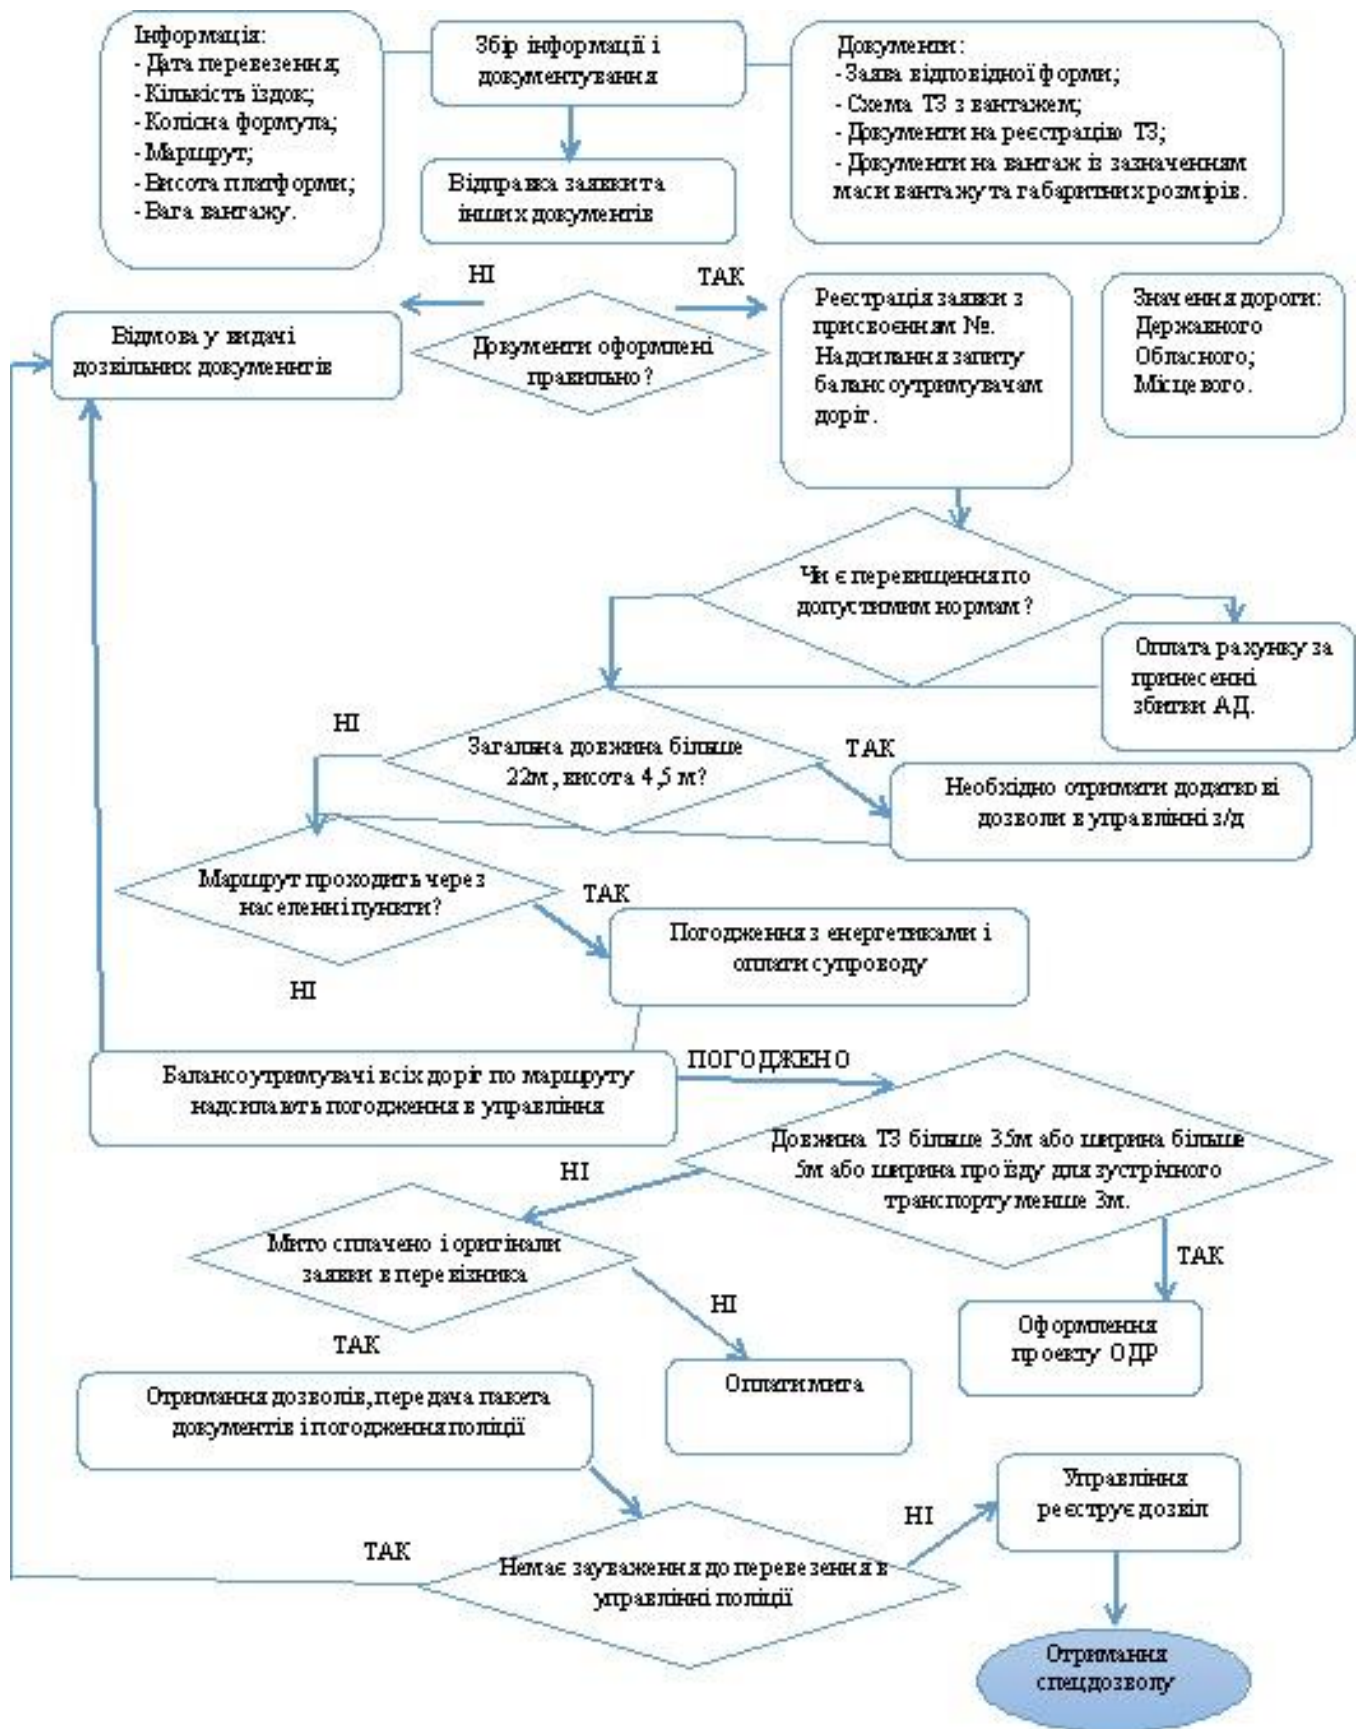 Інформація:
- Дата перевезення;
- Кількість їздок;
- Колісна формула;
- Маршрут;
- Висота платформи;
- Вага вантажу.
Збір інформації і
документування
Документи:
- Заява відповідної форми;
- Схема ТЗ з вантажем;
- Документи на реєстрацію ТЗ;
- Документи на вантаж із зазначенням
маси вантажу та габаритних розмірів.
Відправка заявки та
інших документів
НІ
ТАК
Відмова у видачі
дозвільних документтів
Документи оформлені
правильно?
Реєстрація заявки з
присвоєнням №.
Надсилання запиту
балансоутримувачам
доріг.
Значення дороги:
Державного
Обласного;
Місцевого.
Чи є перевищення по
допустимим нормам?
Оплата рахунку за
принесенні
збитки АД.
НІ
Загальна довжина більше
22м, висота 4,5 м?
ТАК
Необхідно отримати додаткові
дозволи в управлінні з/д
Маршрут проходить через
населенні пункти?
ТАК
Погодження з енергетиками і
оплати супроводу
НІ
Балансоутримувачі всіх доріг по маршруту
надсилають погодження в управління
ПОГОДЖЕНО
Довжина ТЗ більше 35м або ширина більше
5м або ширина проїзду для зустрічного
транспорту менше 3м.
НІ
Мито сплачено і оригінали
заявки в перевізника
ТАК
НІ
Оформлення
проекту ОДР
ТАК
Оплати мита
Отримання дозволів, передача пакета
документів і погодження поліції
Управління
реєструє дозвіл
НІ
ТАК
Немає зауваження до перевезення в
управлінні поліції
Отримання
спецдозволу